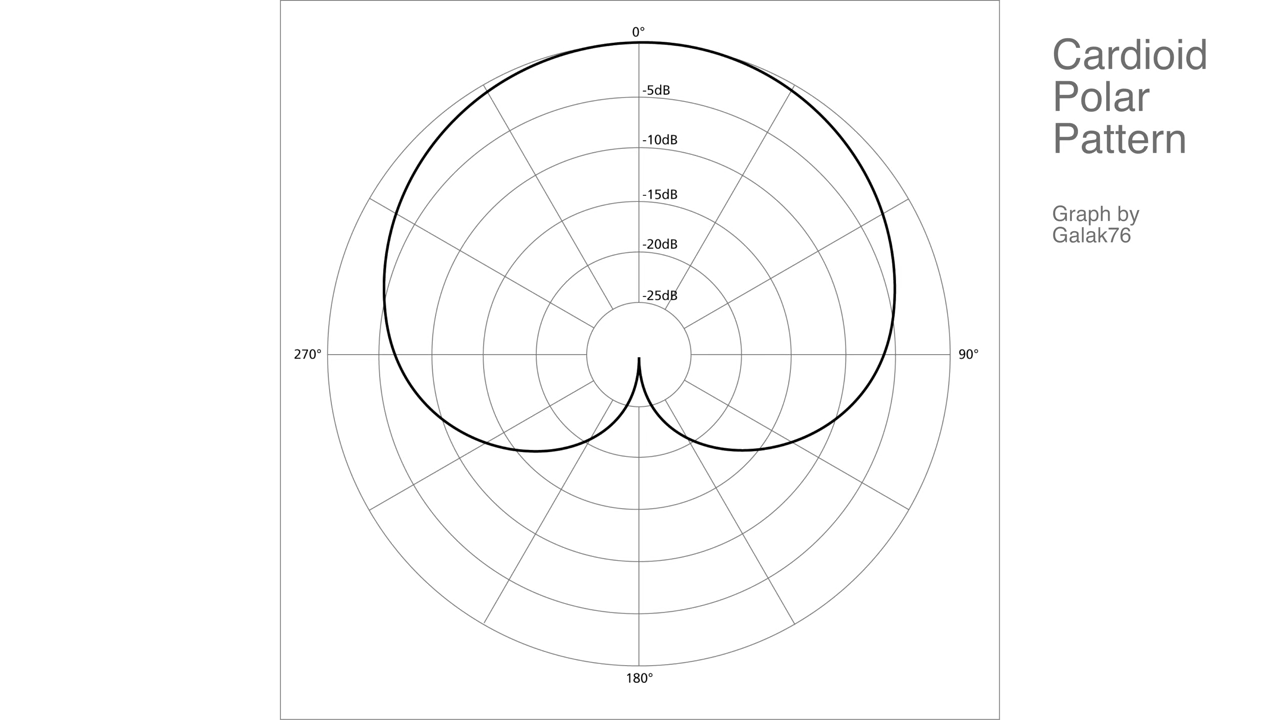 0°
-5dB
-10dB
-15dB
-20dB
-25dB
270°
90°
180°
Cardioid
Polar
Pattern
Graph by
Galak76